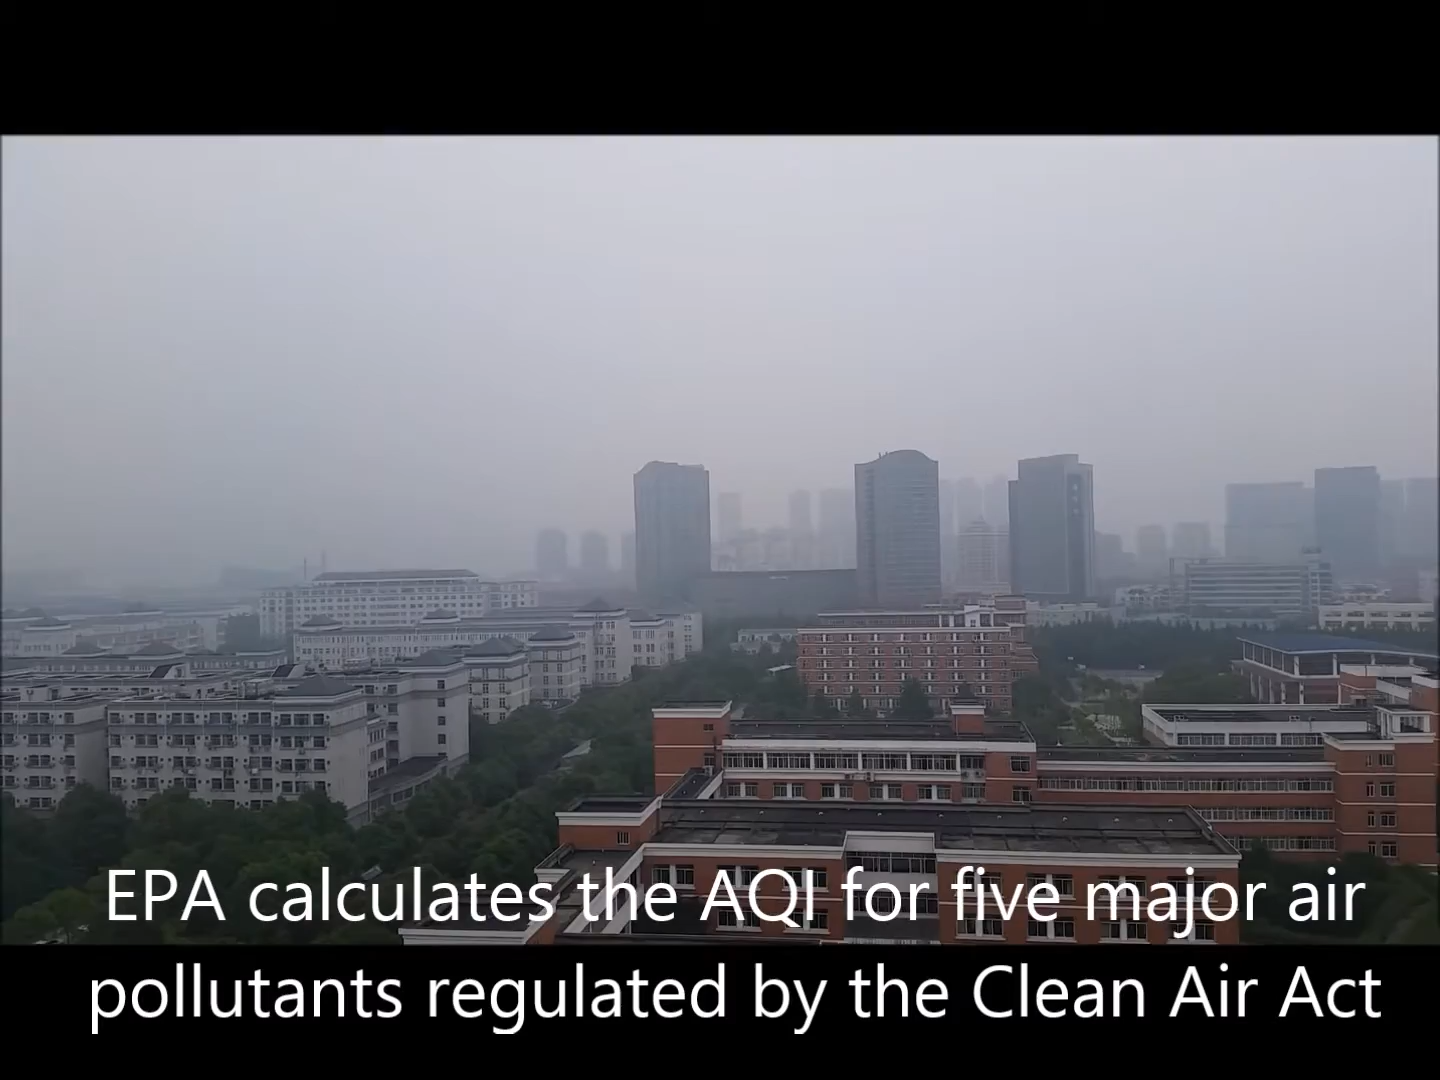 EPA calculates the AQI for five major air
pollutants regulated by the Clean Air Act